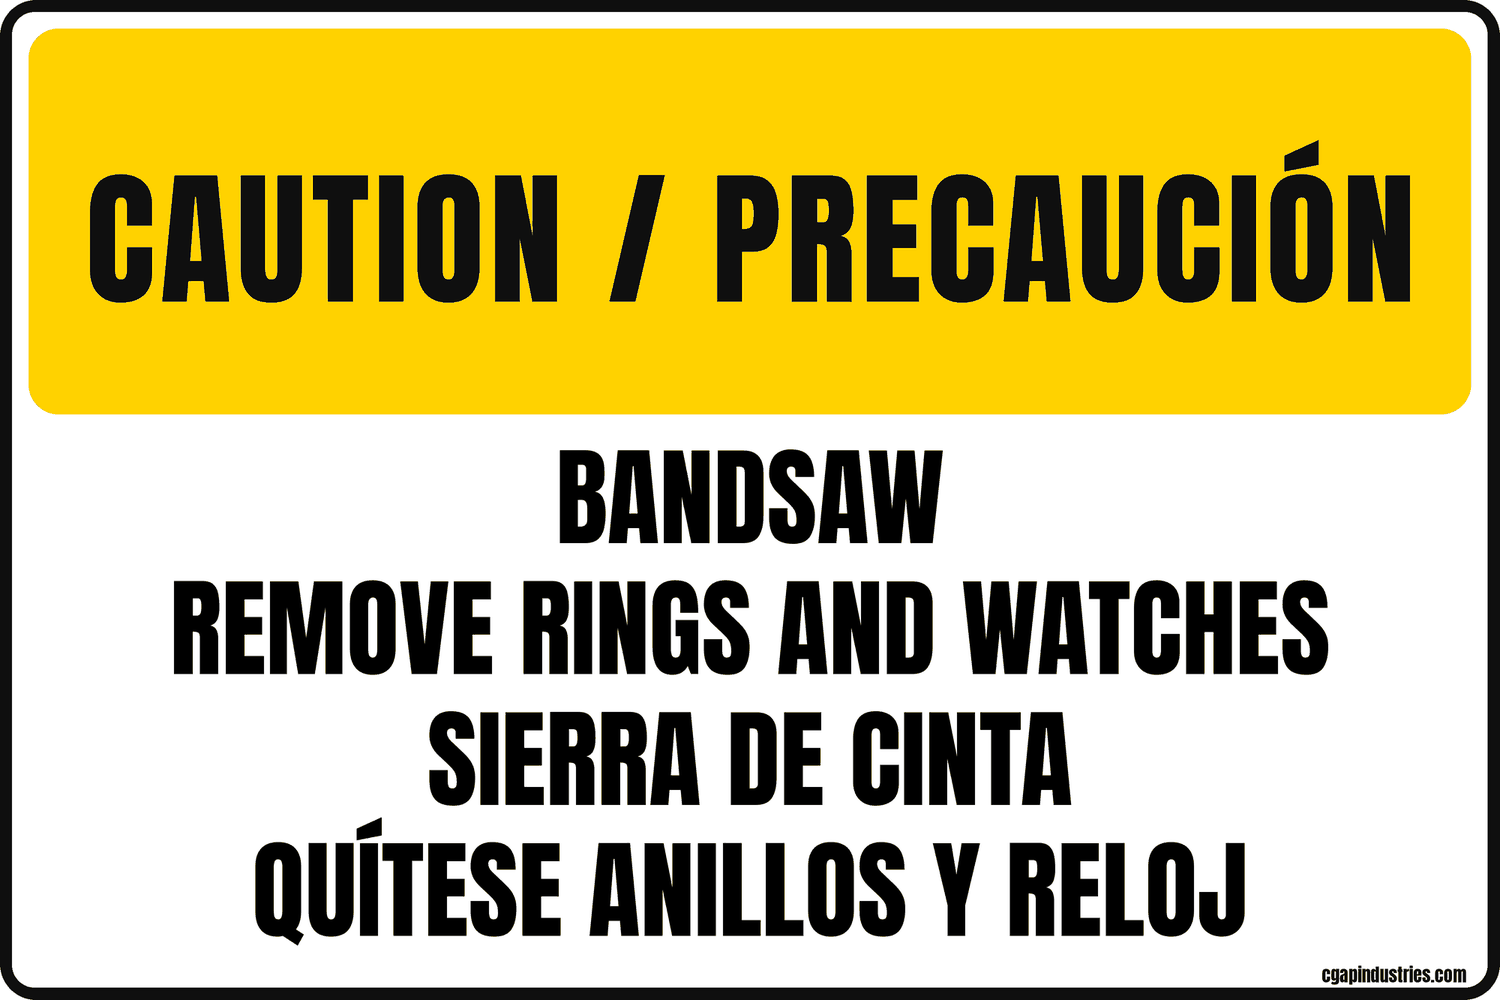 CAUTION / PRECAUCIÓN
BANDSAW
REMOVE RINGS AND WATCHES
SIERRA DE CINTA
QUÍTESE ANILLOS Y RELOJ
cgapindustries.com